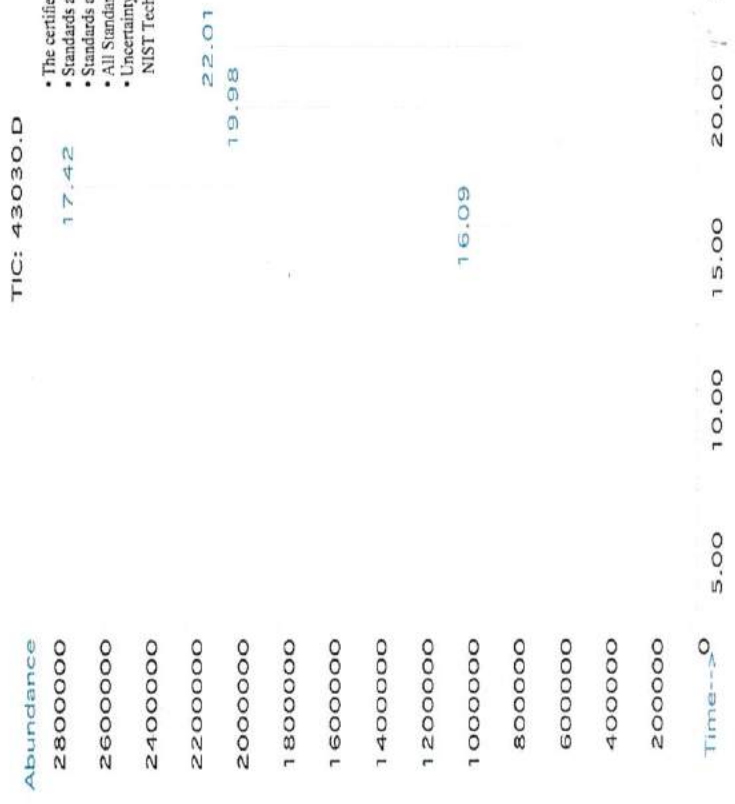 TIC: 43030.D
Abundance
2800000
2600000
2400000
2200000
2000000
1800000
1600000
1400000
1200000
1000000
800000
600000
400000
200000
0
Time-->
5.00
10.00
15.00
20.00
16.09
17.42
19.98
22.01
• The certifie
• Standards a
• Standards a
• All Standar
• Uncertainty
NIST Tech